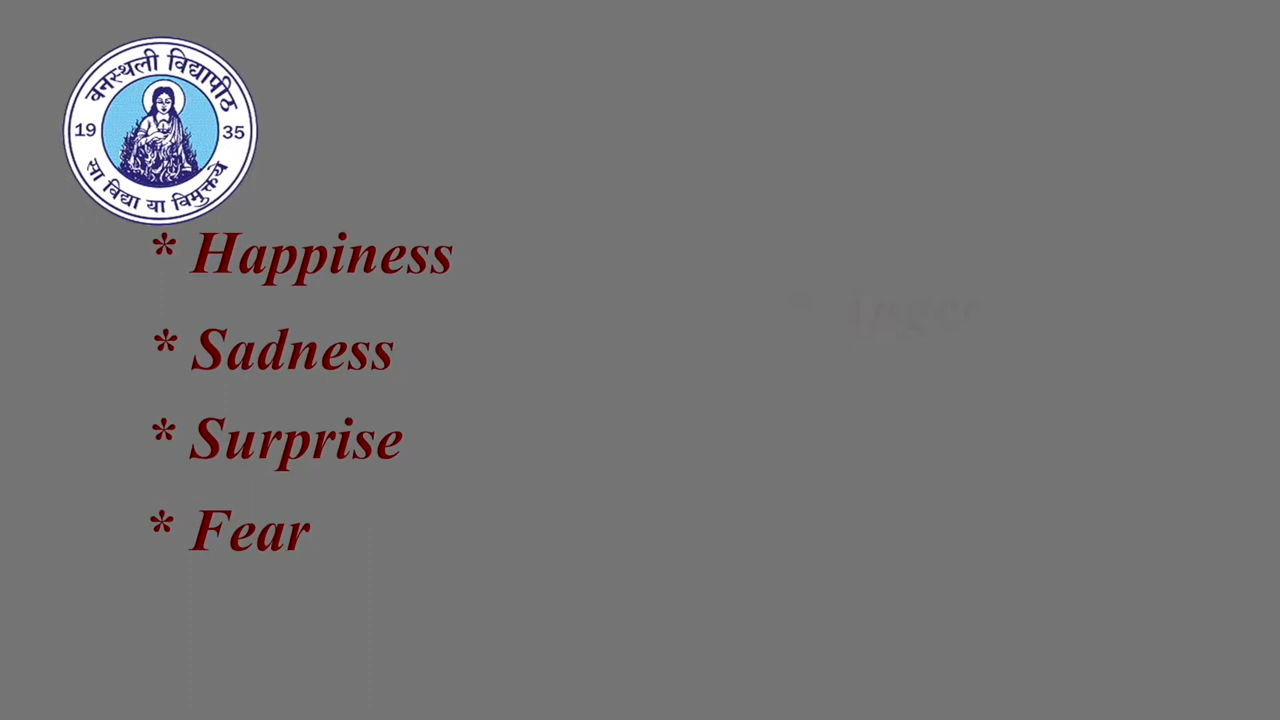 वनस्थली विद्यापीठ
19 35
सा विद्या या विमुक्तये
* Happiness
* Sadness
* Surprise
* Fear